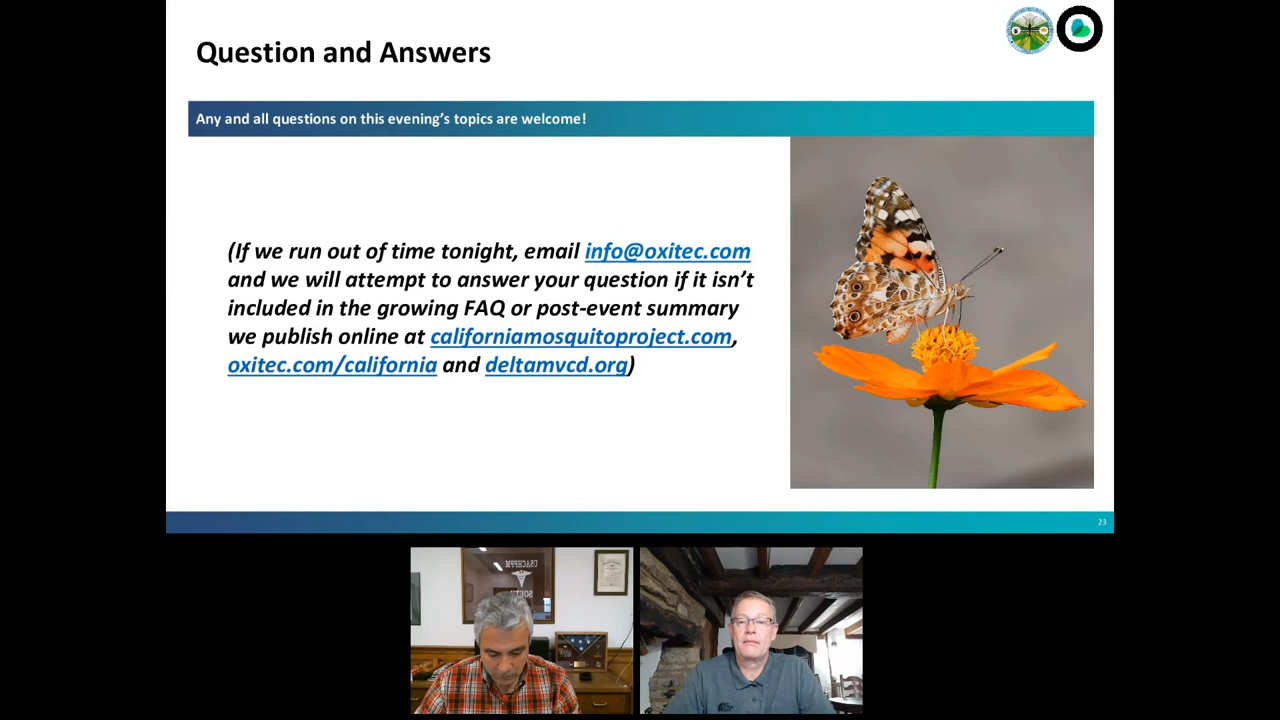 Question and Answers
Any and all questions on this evening's topics are welcome!
(If we run out of time tonight, email info@oxitec.com
and we will attempt to answer your question if it isn't
included in the growing FAQ or post-event summary
we publish online at californiamosquitoproject.com,
oxitec.com/california and deltamvcd.org)
23
USACHPPM
SOUTH